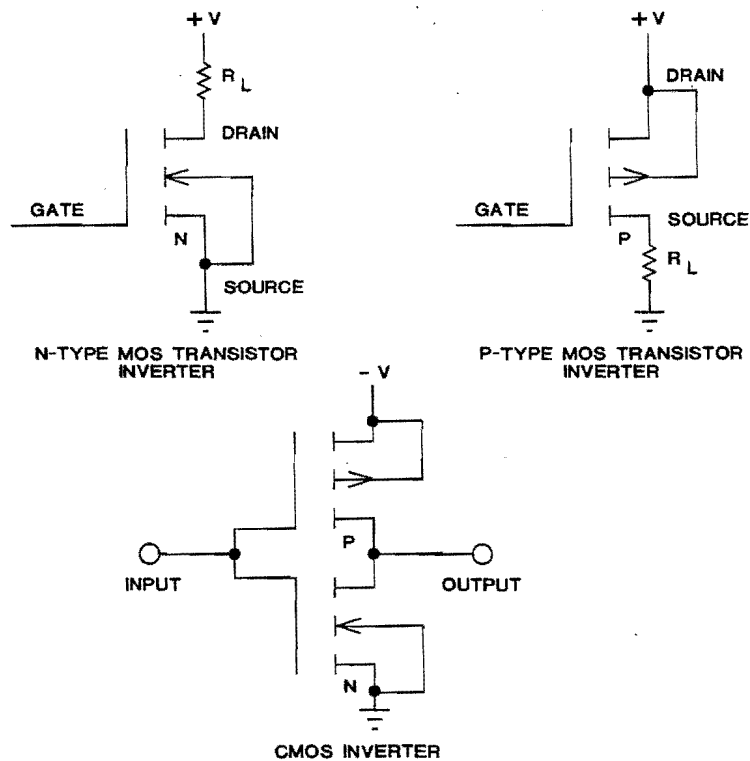 +V
R L
DRAIN
GATE
N
SOURCE
N-TYPE MOS TRANSISTOR
INVERTER
+V
DRAIN
GATE
SOURCE
P
R L
P-TYPE MOS TRANSISTOR
INVERTER
- V
P
INPUT
OUTPUT
N
CMOS INVERTER